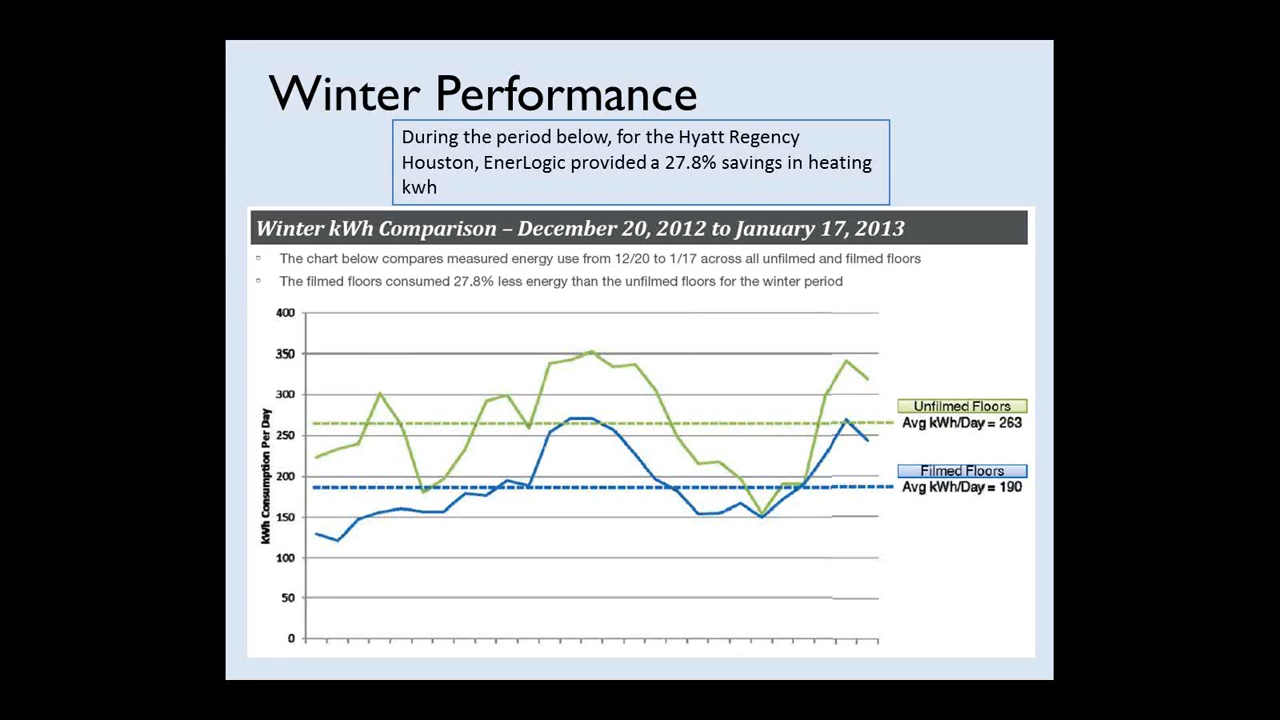 Winter Performance
During the period below, for the Hyatt Regency
Houston, EnerLogic provided a 27.8% savings in heating
kwh
Winter kWh Comparison – December 20, 2012 to January 17, 2013
The chart below compares measured energy use from 12/20 to 1/17 across all unfilmed and filmed floors
The filmed floors consumed 27.8% less energy than the unfilmed floors for the winter period
kWh Consumption Per Day
400
350
300
250
200
150
100
50
0
Unfilmed Floors
Avg kWh/Day = 263
Filmed Floors
Avg kWh/Day = 190